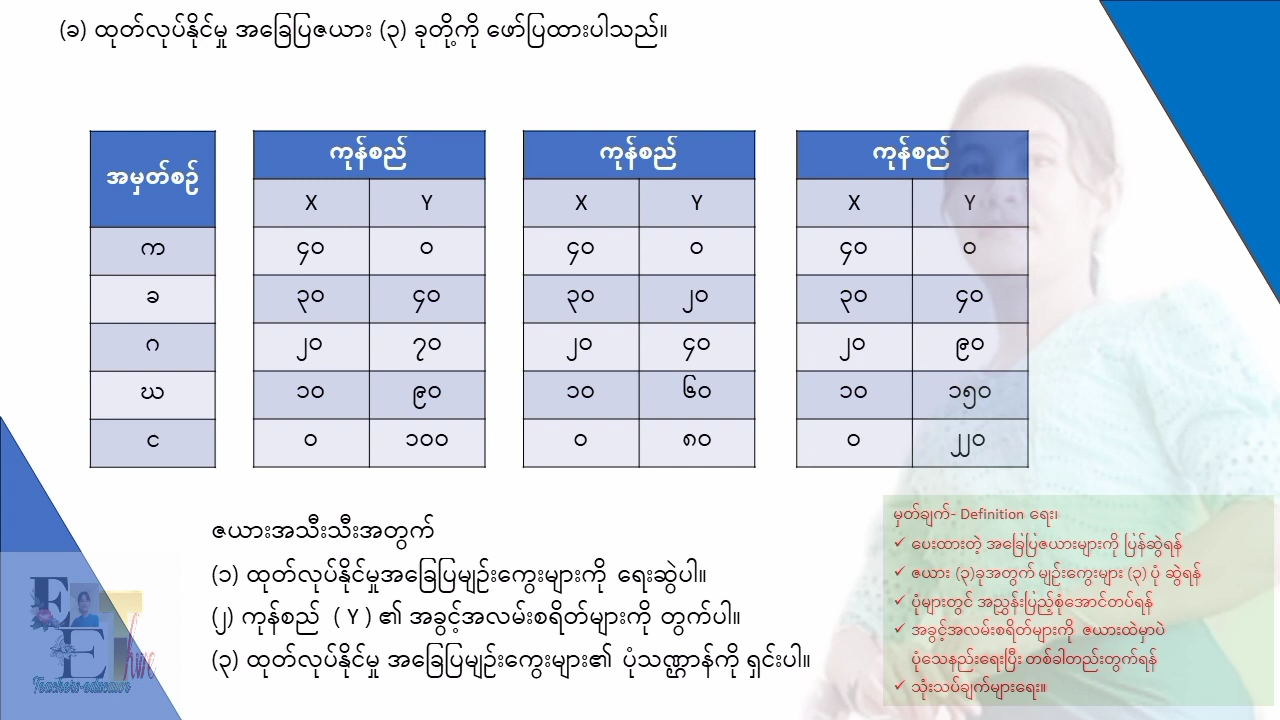 (ခ) ထုတ်လုပ်နိုင်မှု အခြေပြဇယား (၃) ခုတို့ကို ဖော်ပြထားပါသည်။
အမှတ်စဉ် ကုန်စည် ကုန်စည် ကုန်စည်
X Y X Y X Y
က ၄၀ ၀ ၄၀ ၀ ၄၀ ၀
ခ ၃၀ ၄၀ ၃၀ ၂၀ ၃၀ ၄၀
ဂ ၂၀ ၇၀ ၂၀ ၄၀ ၂၀ ၉၀
ဃ ၁၀ ၉၀ ၁၀ ၆၀ ၁၀ ၁၅၀
င ၀ ၁၀၀ ၀ ၈၀ ၀ ၂၂၀
ဇယားအသီးသီးအတွက်
(၁) ထုတ်လုပ်နိုင်မှုအခြေပြမျဉ်းကွေးများကို ရေးဆွဲပါ။
(၂) ကုန်စည် ( Y ) ၏ အခွင့်အလမ်းစရိတ်များကို တွက်ပါ။
(၃) ထုတ်လုပ်နိုင်မှု အခြေပြမျဉ်းကွေးများ၏ ပုံသဏ္ဌာန်ကို ရှင်းပါ။
မှတ်ချက်- Definition ရေး၊
✓ ပေးထားတဲ့ အခြေပြဇယားများကို ပြန်ဆွဲရန်
✓ ဇယား (၃)ခုအတွက် မျဉ်းကွေးများ (၃) ပုံ ဆွဲရန်
✓ ပုံများတွင် အညွှန်းပြည့်စုံအောင်တပ်ရန်
✓ အခွင့်အလမ်းစရိတ်များကို ဇယားထဲမှာပဲ
ပုံသေနည်းရေးပြီး တစ်ခါတည်းတွက်ရန်
✓ သုံးသပ်ချက်များရေး။
E
E
Thwe
Teachers-educator